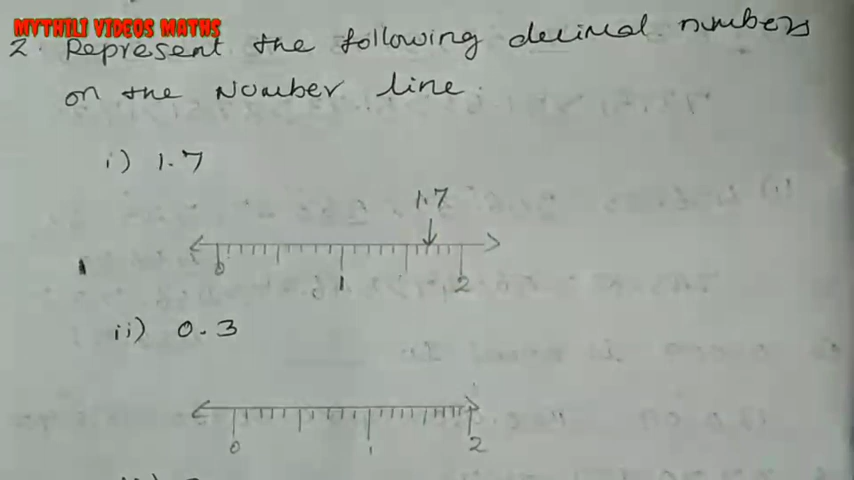 MYTHILI VIDEOS MATHS
2. Represent the following decimal numbers
on the Number line.
i) 1.7
1.7
0 1 2
ii) 0.3
0 1 2